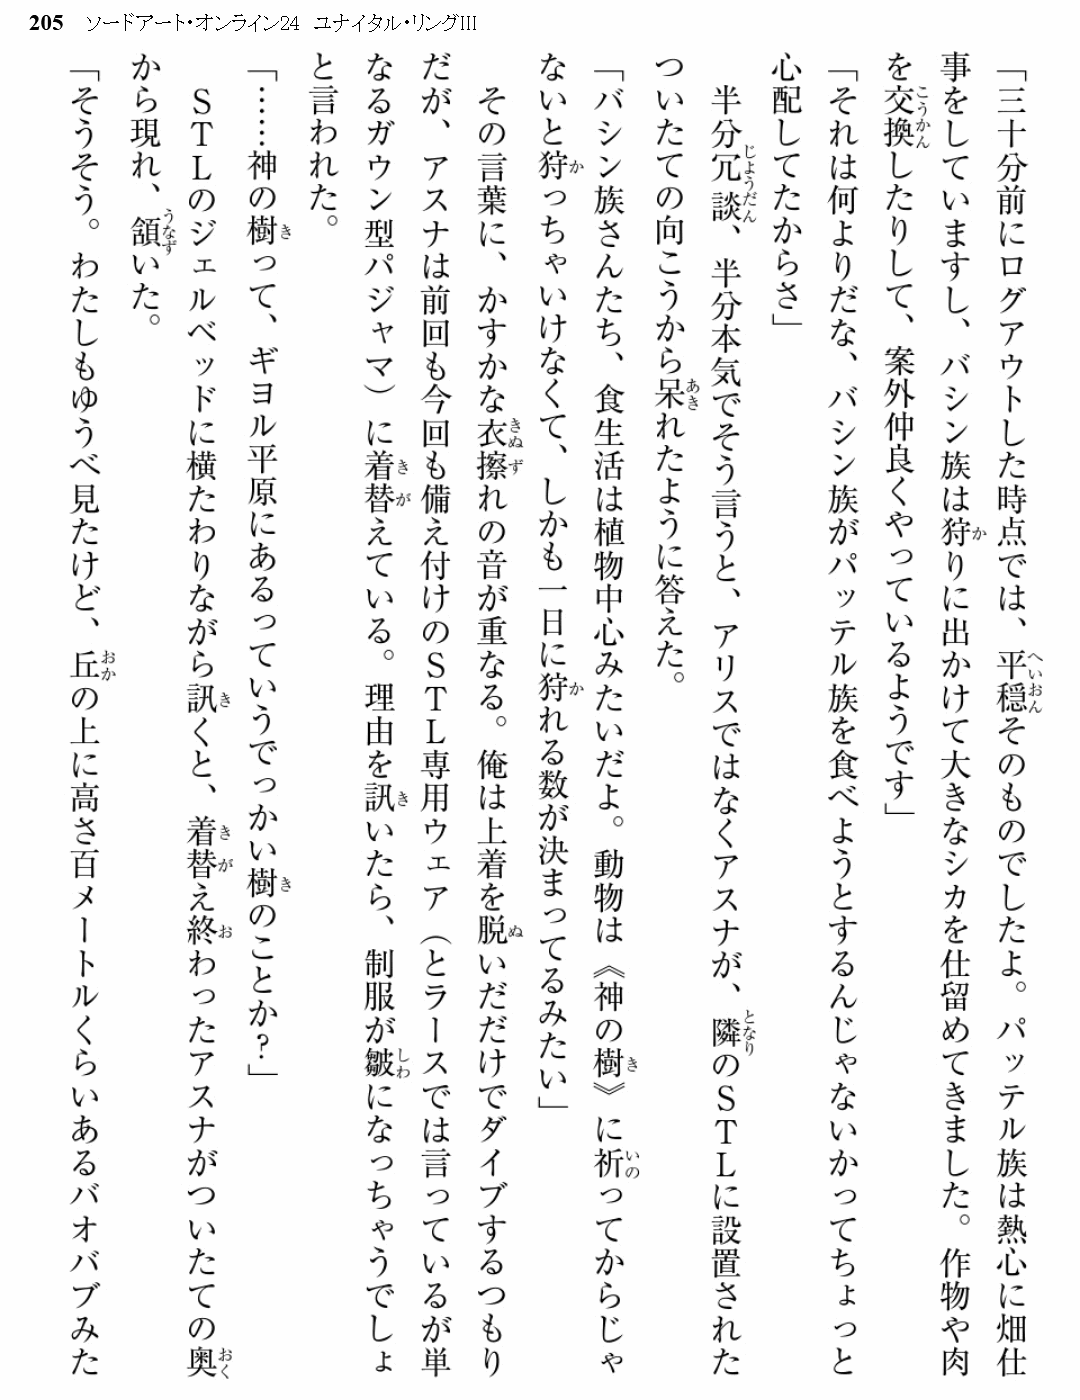 205 ソードアート・オンライン24 ユナイタル・リングIII
「三十分前にログアウトした時点では、平穏そのものでしたよ。パッテル族は熱心に畑仕
事をしていますし、バシン族は狩りに出かけて大きなシカを仕留めてきました。作物や肉
を交換したりして、案外仲良くやっているようです」
「それは何よりだな、バシン族がパッテル族を食べようとするんじゃないかってちょっと
心配してたからさ」
半分冗談、半分本気でそう言うと、アリスではなくアスナが、隣のSTLに設置された
ついたての向こうから呆れたように答えた。
「バシン族さんたち、食生活は植物中心みたいだよ。動物は《神の樹》に祈ってからじゃ
ないと狩っちゃいけなくて、しかも一日に狩れる数が決まってるみたい」
その言葉に、かすかな衣擦れの音が重なる。俺は上着を脱いだだけでダイブするつもり
だが、アスナは前回も今回も備え付けのSTL専用ウェア（とラースでは言っているが単
なるガウン型パジャマ）に着替えている。理由を訊いたら、制服が皺になっちゃうでしょ
と言われた。
「……神の樹って、ギヨル平原にあるっていうでっかい樹のことか?」
STLのジェルベッドに横たわりながら訊くと、着替え終わったアスナがついたての奥
から現れ、頷いた。
「そうそう。わたしもゆうべ見たけど、丘の上に高さ百メートルくらいあるバオバブみた